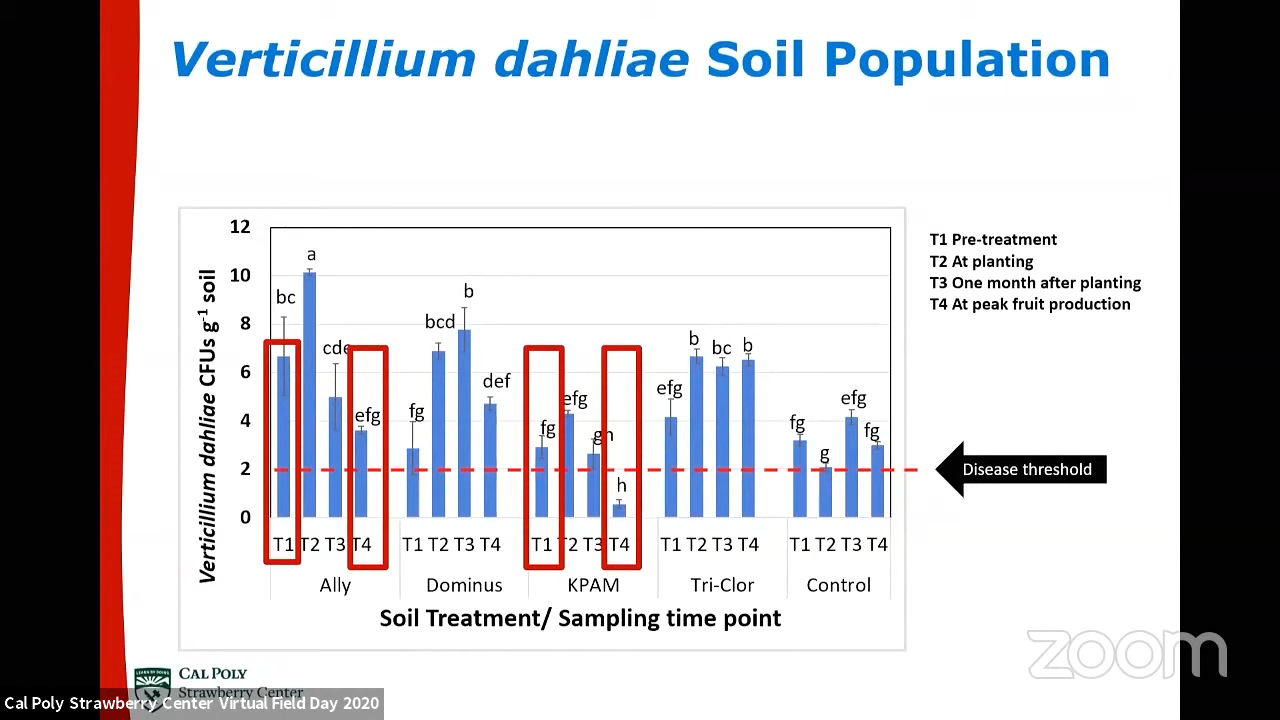 Verticillium dahliae Soil Population
12
10
8
6
4
2
0
Verticillium dahliae CFUs g-1 soil
bc
a
cde
efg
fg
bcd
b
def
fg
efg
gh
h
efg
b
bc
b
fg
g
efg
fg
T1 T2 T3 T4 T1 T2 T3 T4 T1 T2 T3 T4 T1 T2 T3 T4 T1 T2 T3 T4
Ally Dominus KPAM Tri-Clor Control
Soil Treatment/ Sampling time point
T1 Pre-treatment
T2 At planting
T3 One month after planting
T4 At peak fruit production
Disease threshold
CAL POLY
Strawberry Center
Cal Poly Strawberry Center Virtual Field Day 2020
zoom